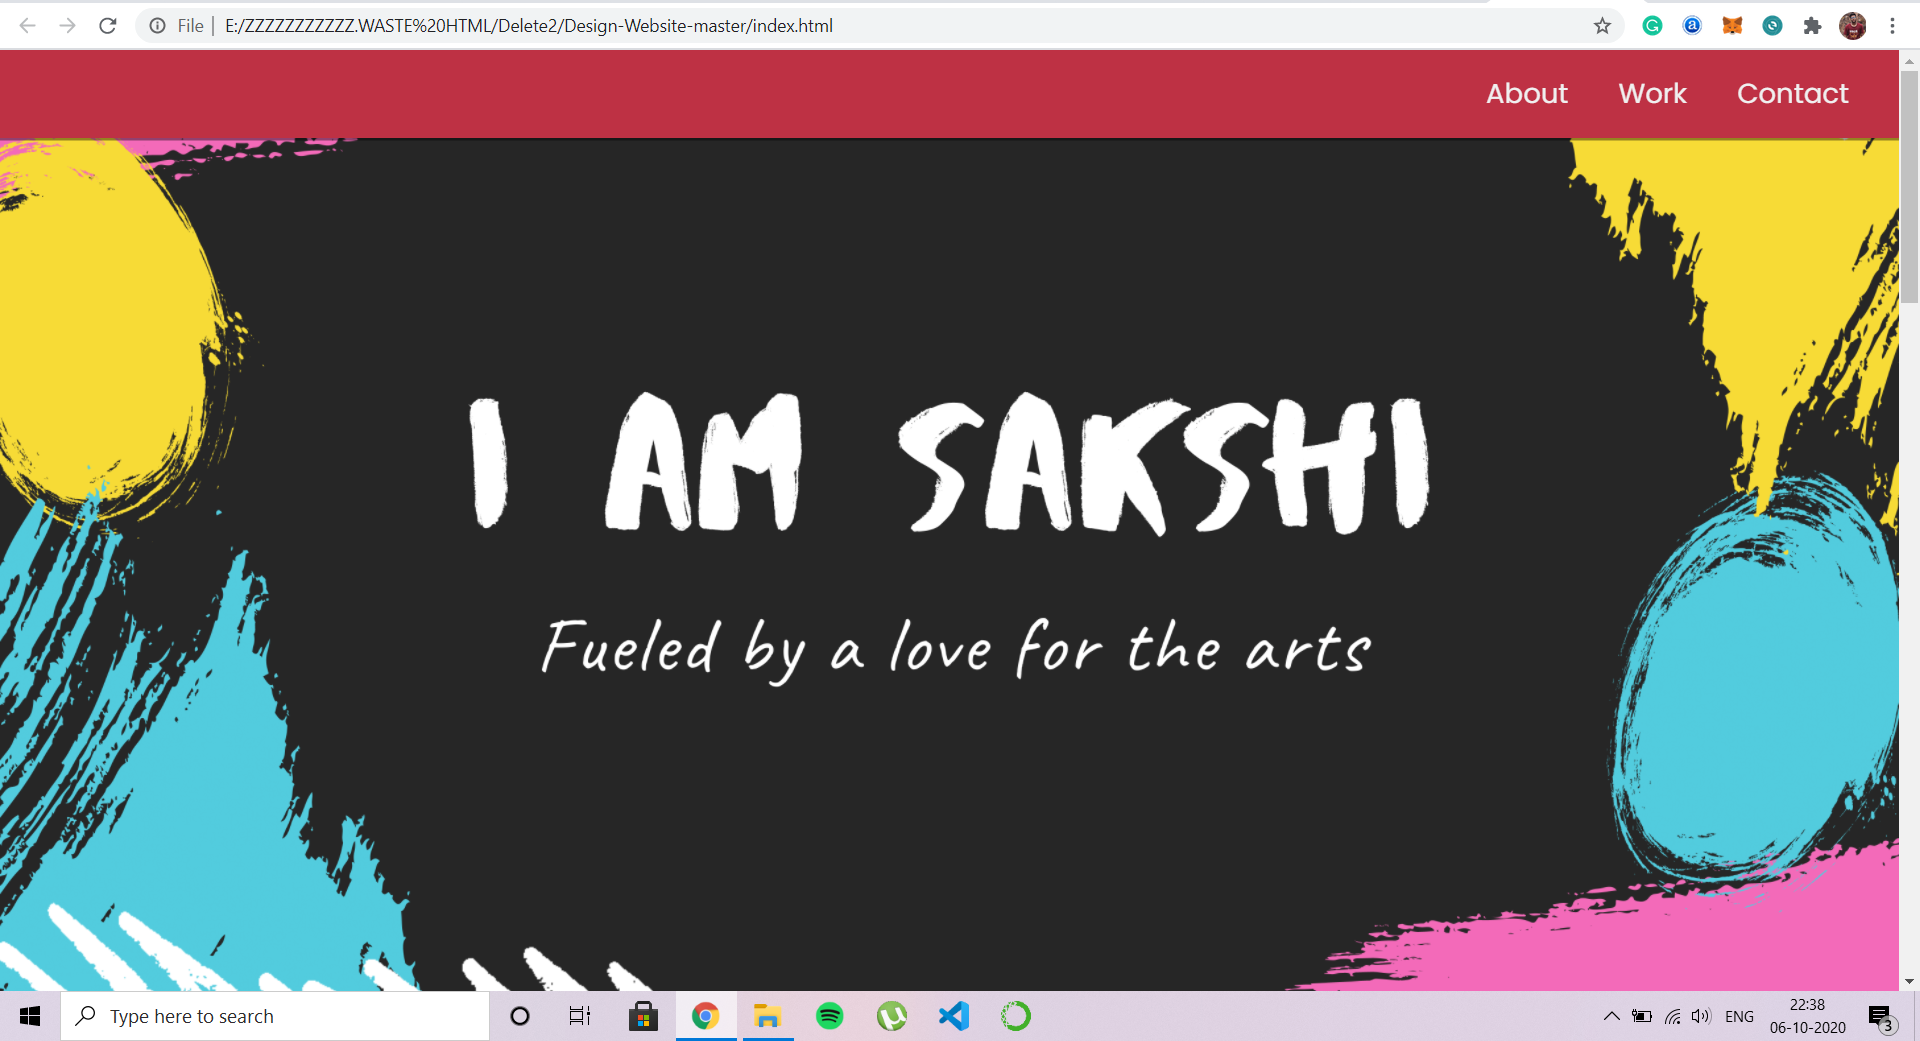 File | E:/ZZZZZZZZZZZ.WASTE%20HTML/Delete2/Design-Website-master/index.html
About Work Contact
I AM SAKSHI
Fueled by a love for the arts
Type here to search
ENG
22:38
06-10-2020
3